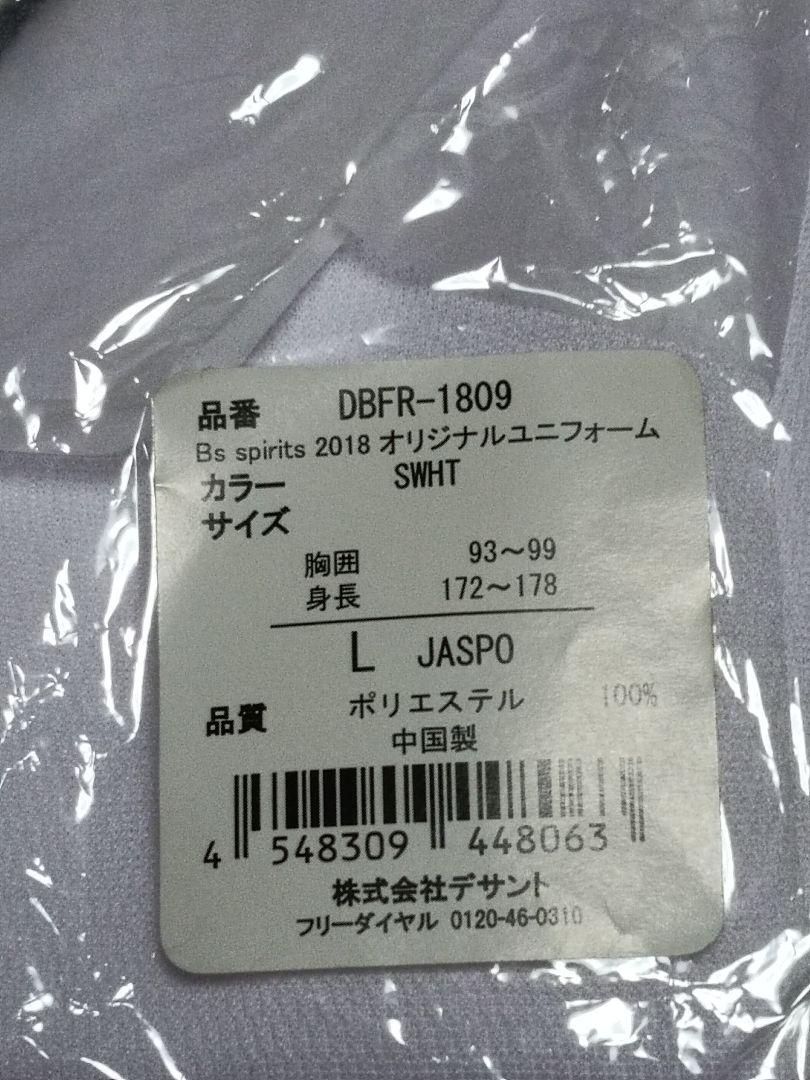 品番 DBFR-1809
Bs spirits 2018 オリジナルユニフォーム
カラー SWHT
サイズ
胸囲 93～99
身長 172～178
L JASPO
品質 ポリエステル 100%
中国製
4 548309 448063
株式会社デサント
フリーダイヤル 0120-46-0310